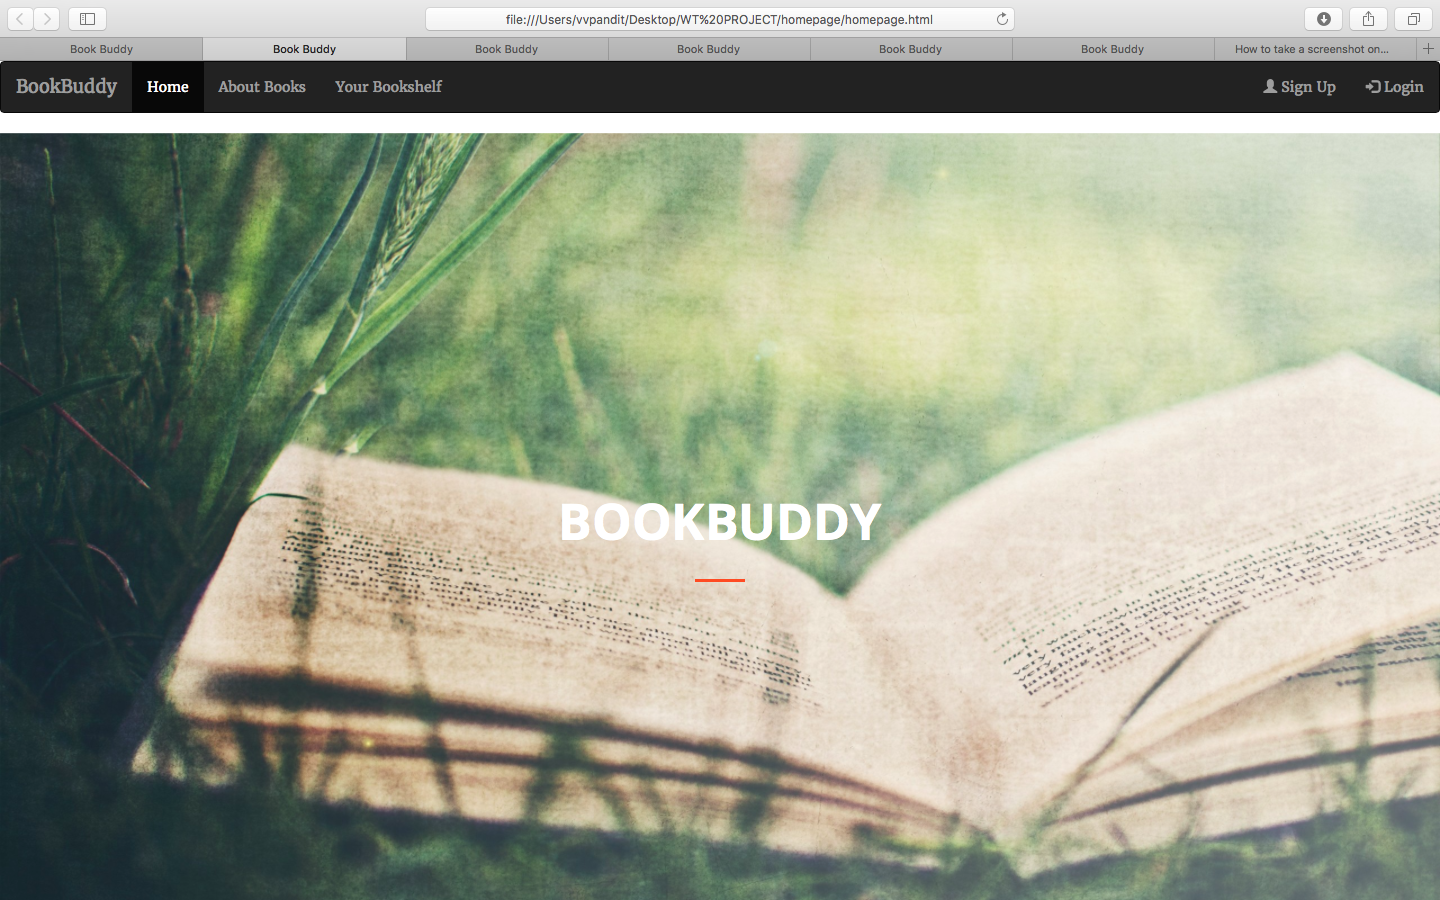 file:///Users/vvpandit/Desktop/WT%20PROJECT/homepage/homepage.html
Book Buddy Book Buddy Book Buddy Book Buddy Book Buddy Book Buddy How to take a screenshot on...
BookBuddy Home About Books Your Bookshelf Sign Up Login
BOOKBUDDY